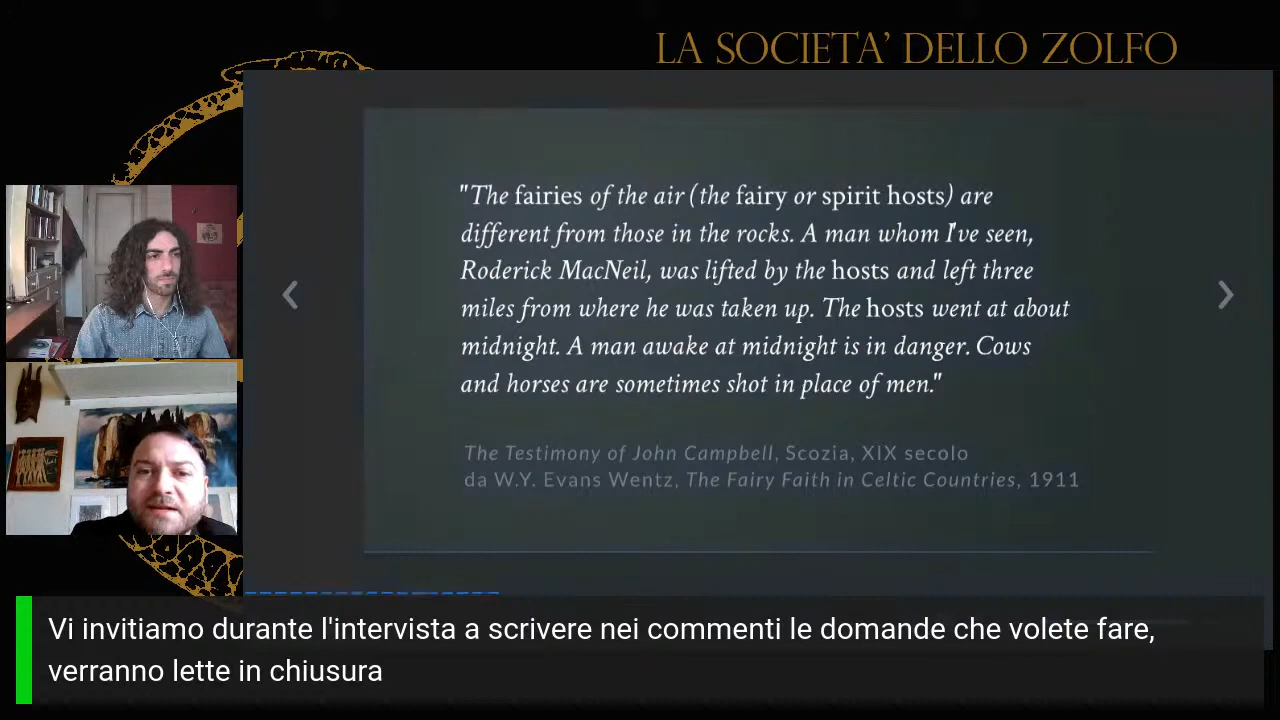 LA SOCIETA' DELLO ZOLFO
"The fairies of the air (the fairy or spirit hosts) are
different from those in the rocks. A man whom I've seen,
Roderick MacNeil, was lifted by the hosts and left three
miles from where he was taken up. The hosts went at about
midnight. A man awake at midnight is in danger. Cows
and horses are sometimes shot in place of men."
The Testimony of John Campbell, Scozia, XIX secolo
da W.Y. Evans Wentz, The Fairy Faith in Celtic Countries, 1911
Vi invitiamo durante l'intervista a scrivere nei commenti le domande che volete fare,
verranno lette in chiusura